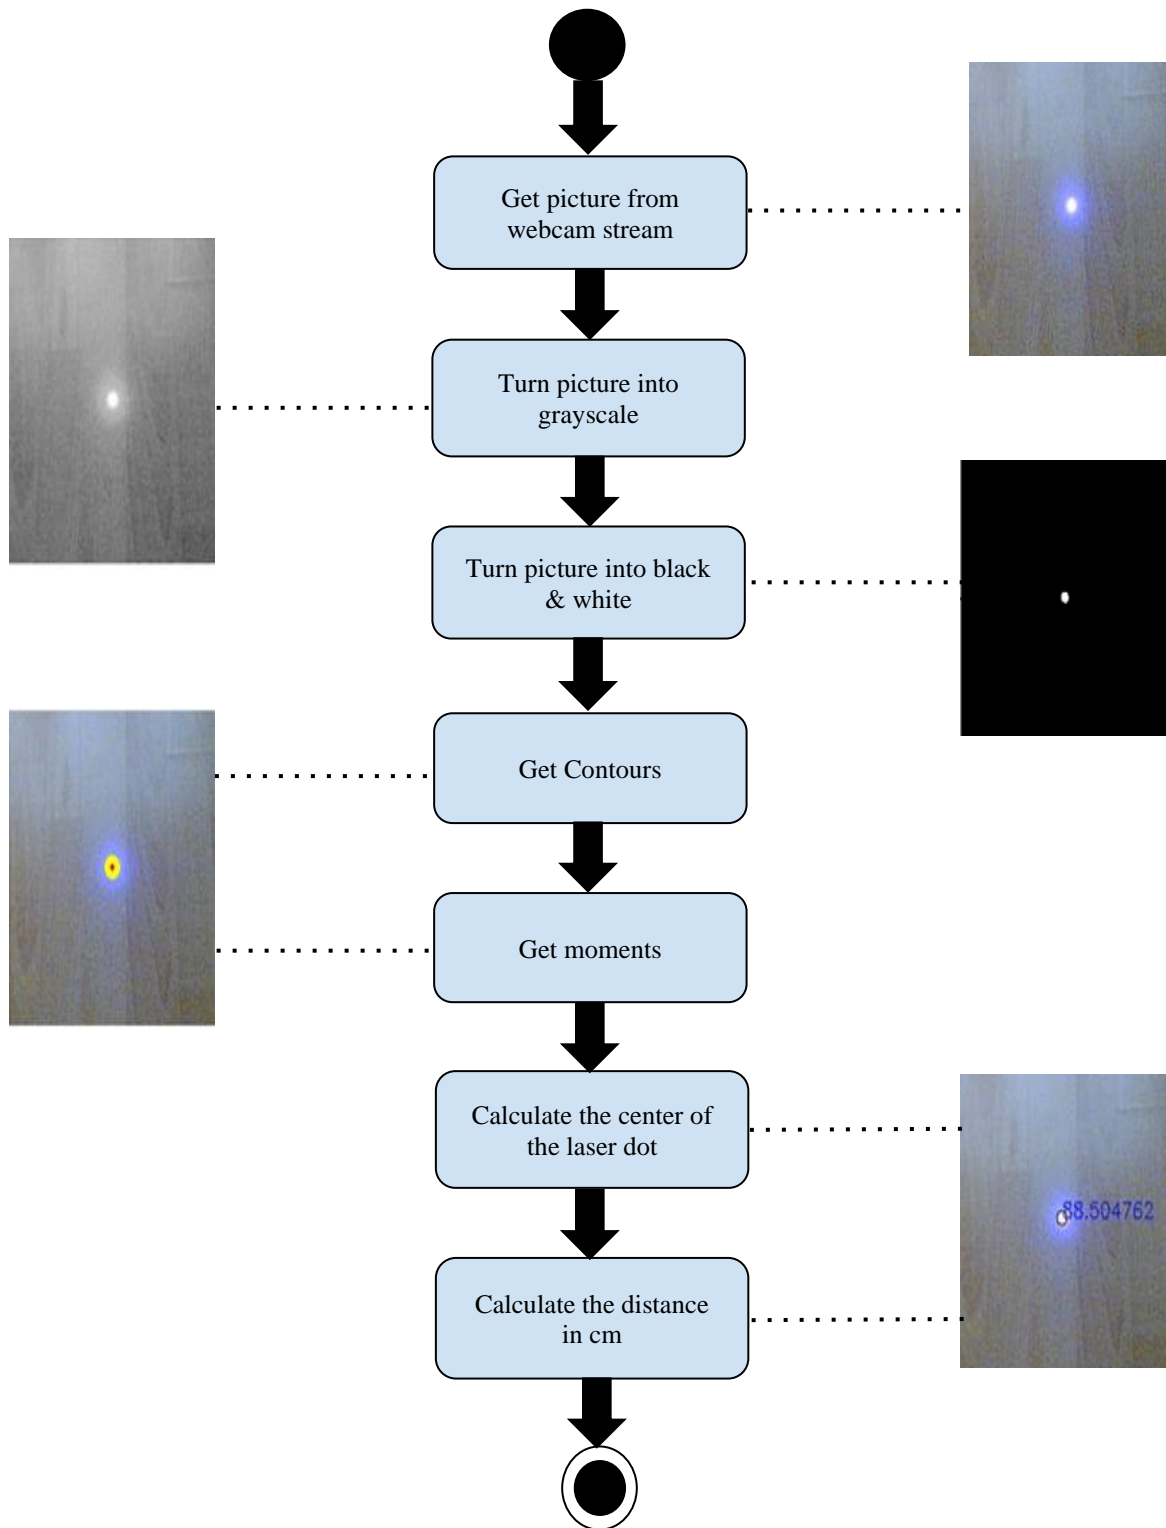 Get picture from
webcam stream
Turn picture into
grayscale
Turn picture into black
& white
Get Contours
Get moments
Calculate the center of
the laser dot
88.504762
Calculate the distance
in cm